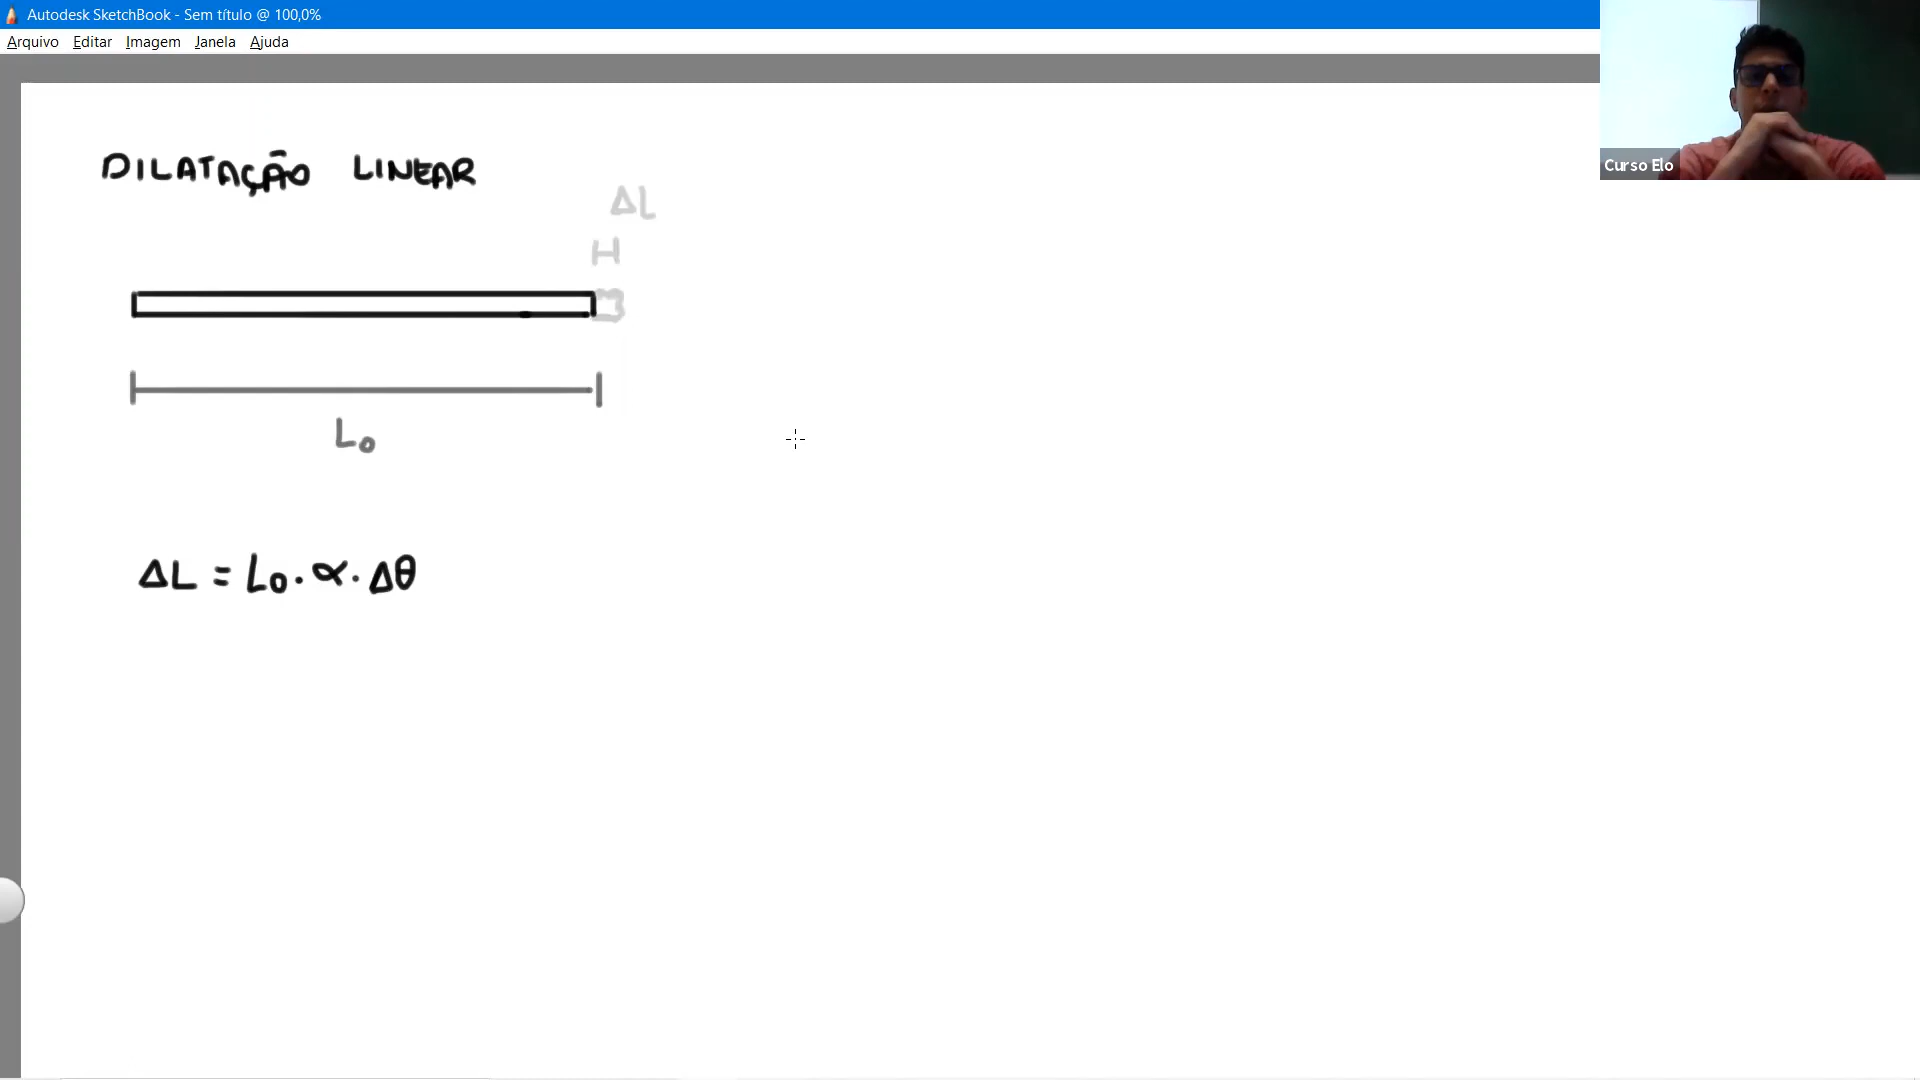 Autodesk SketchBook - Sem título @ 100,0%
Arquivo Editar Imagem Janela Ajuda
Curso Elo
DILATAÇÃO LINEAR
ΔL
L₀
ΔL = L₀ · α · Δθ